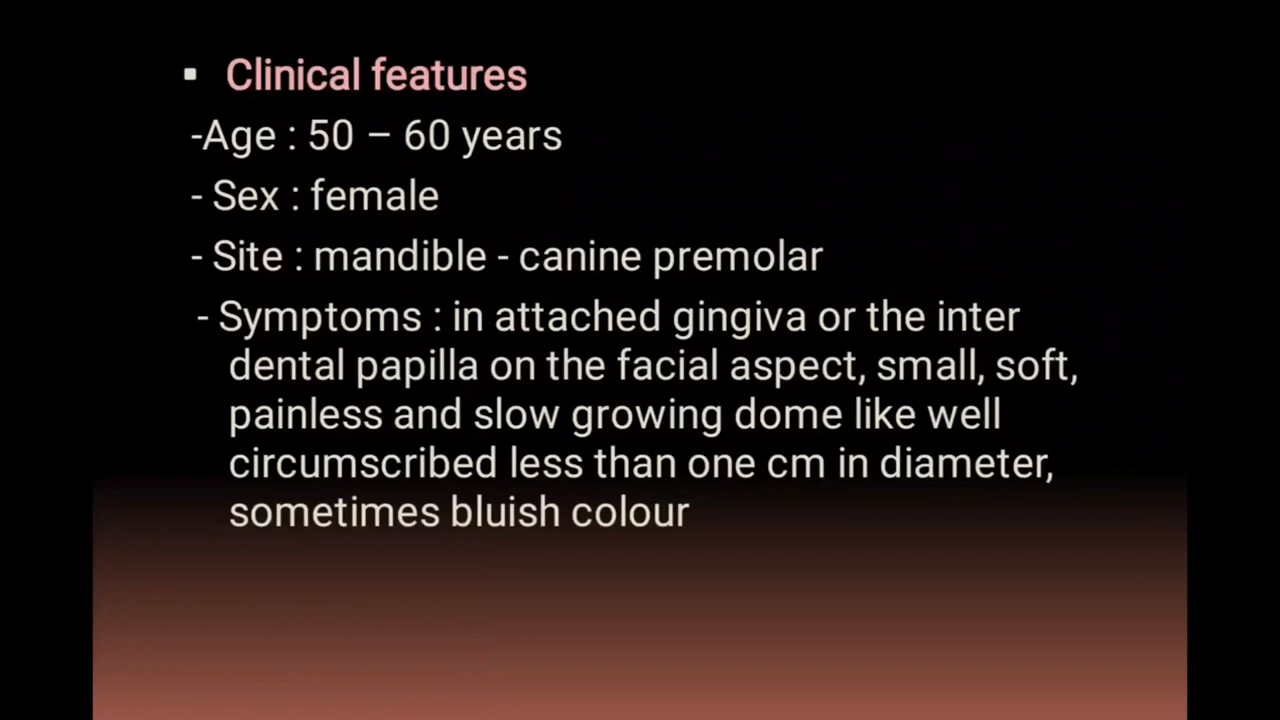 ▪ Clinical features
-Age : 50 – 60 years
- Sex : female
- Site : mandible - canine premolar
- Symptoms : in attached gingiva or the inter
dental papilla on the facial aspect, small, soft,
painless and slow growing dome like well
circumscribed less than one cm in diameter,
sometimes bluish colour